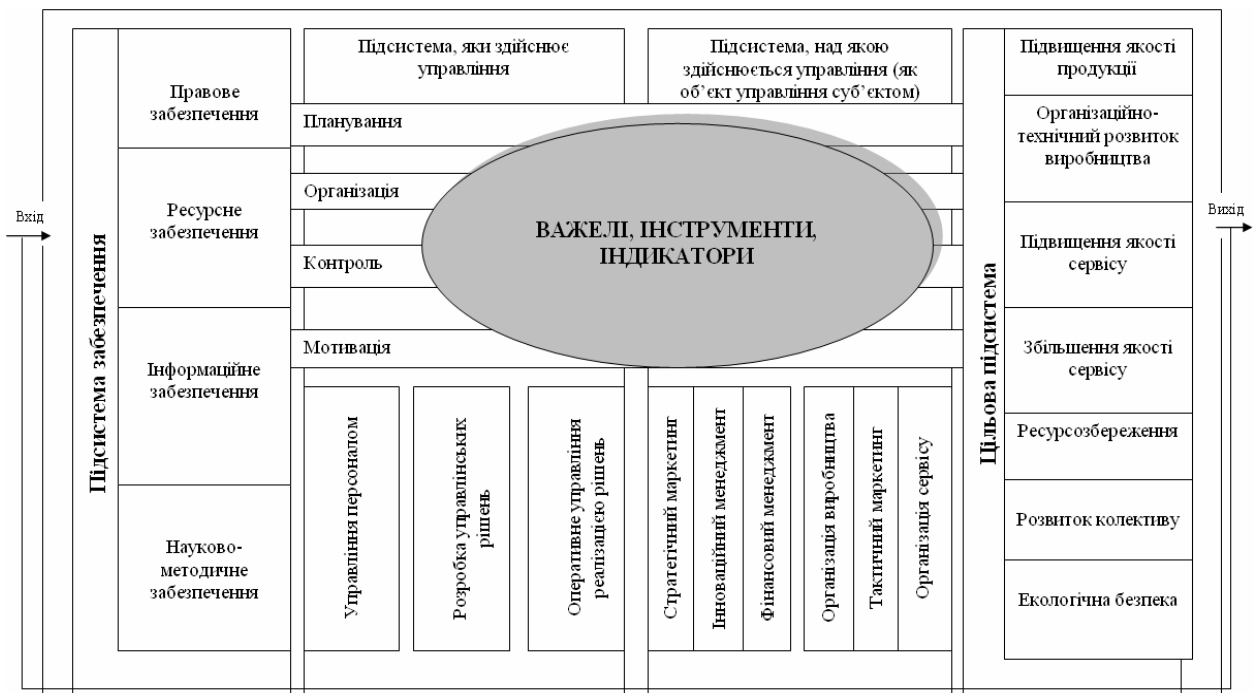 Вхід
Підсистема забезпечення
Правове
забезпечення
Ресурсне
забезпечення
Інформаційне
забезпечення
Науково-
методичне
забезпечення
Підсистема, яки здійснює
управління
Підсистема, над якою
здійснюється управління (як
об’єкт управління суб’єктом)
Планування
Організація
Контроль
Мотивація
ВАЖЕЛІ, ІНСТРУМЕНТИ,
ІНДИКАТОРИ
Управління персоналом
Розробка управлінських
рішень
Оперативне управління
реалізацією рішень
Стратегічний маркетинг
Інноваційний менеджмент
Фінансовий менеджмент
Організація виробництва
Тактичний маркетинг
Організація сервісу
Цільова підсистема
Підвищення якості
продукції
Організаційно-
технічний розвиток
виробництва
Підвищення якості
сервісу
Збільшення якості
сервісу
Ресурсозбереження
Розвиток колективу
Екологічна безпека
Вихід